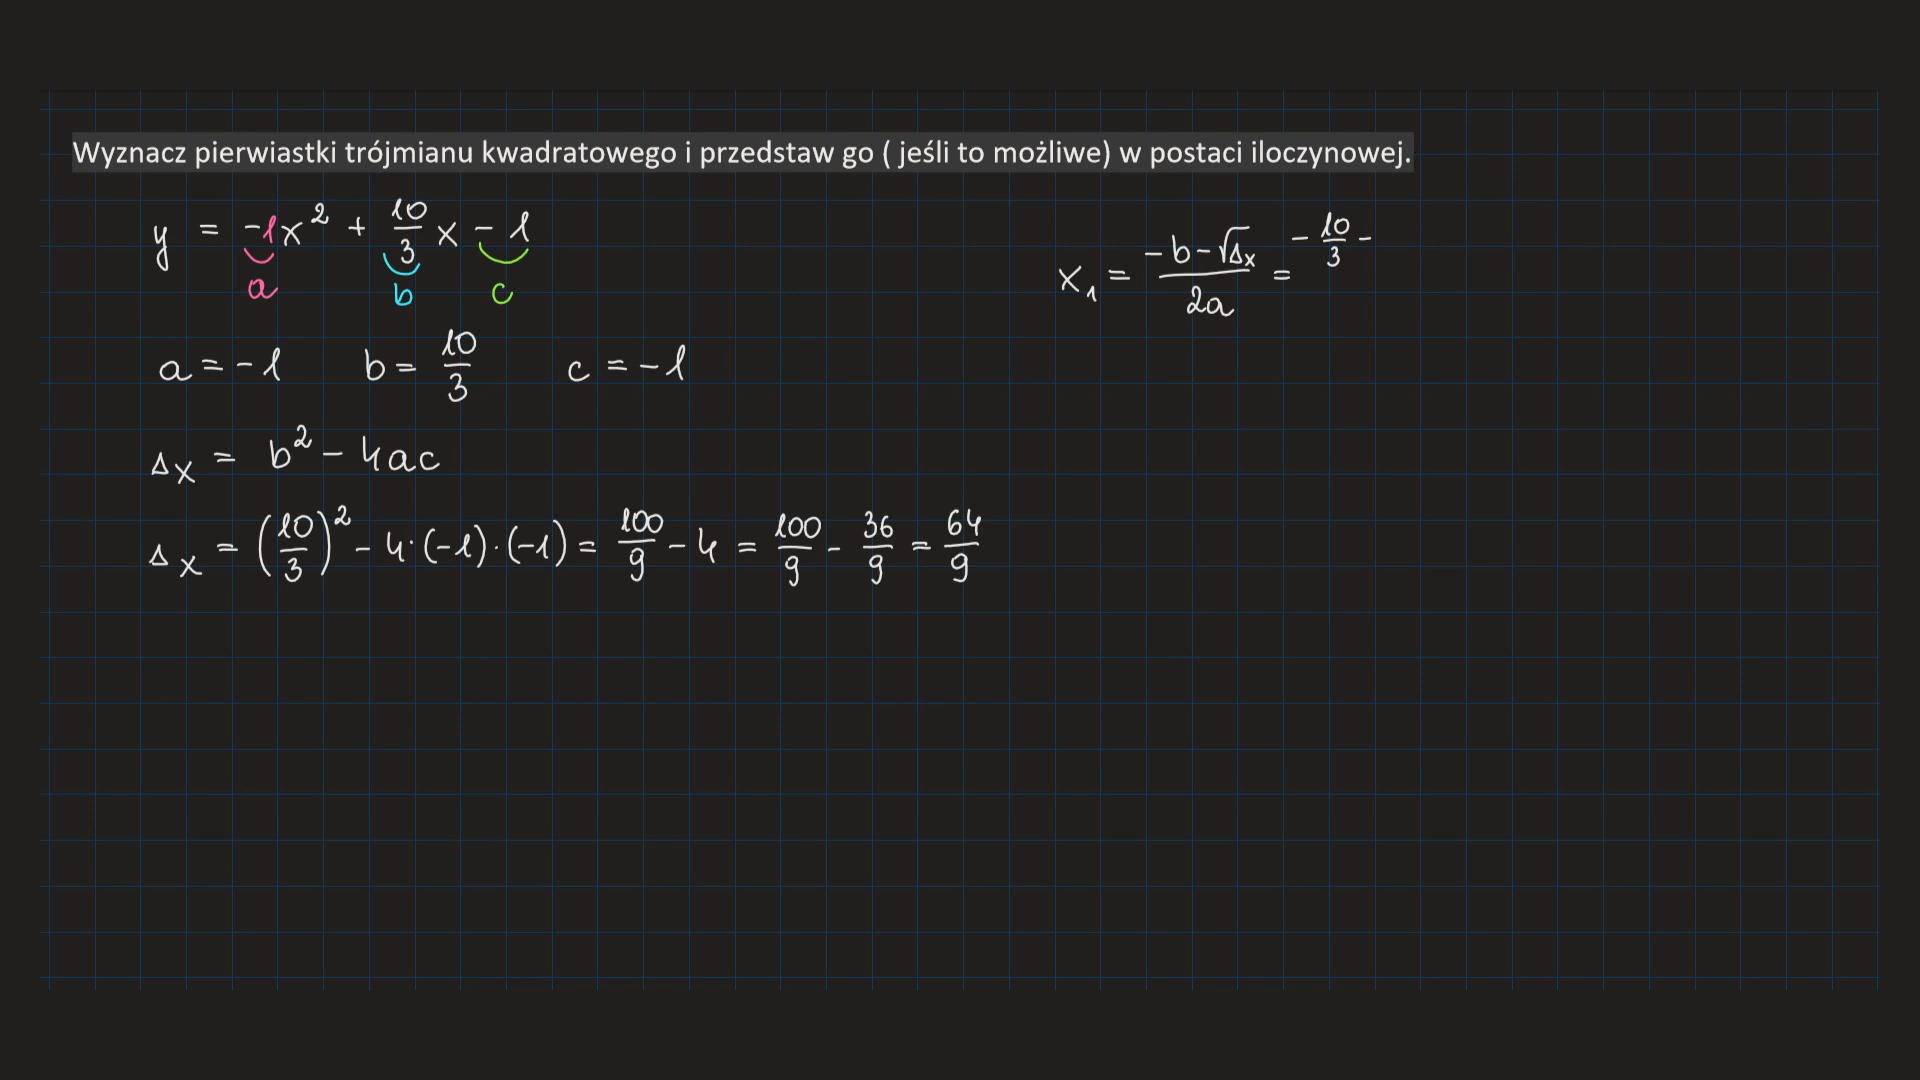 Wyznacz pierwiastki trójmianu kwadratowego i przedstaw go ( jeśli to możliwe) w postaci iloczynowej.
y = -1x² + 10/3 x - 1
a b c
a = -1 b = 10/3 c = -1
Δx = b² - 4ac
Δx = (10/3)² - 4·(-1)·(-1) = 100/9 - 4 = 100/9 - 36/9 = 64/9
x₁ = (-b-√Δx)/2a = -10/3 -